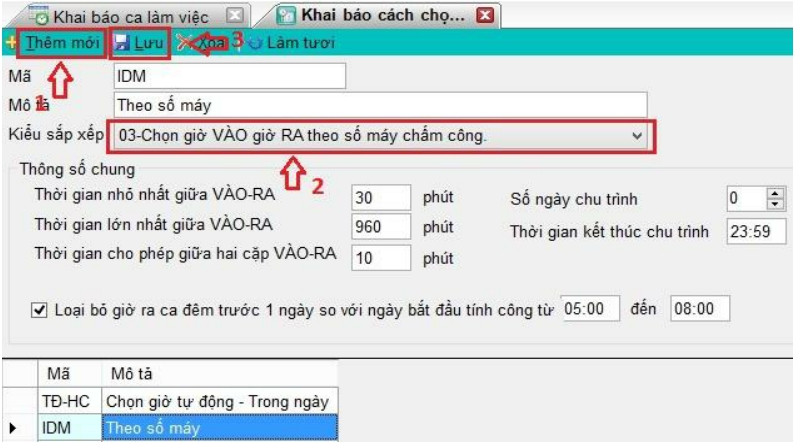 Khai báo ca làm việc Khai báo cách chọ...
Thêm mới Lưu Xóa 3 Làm tươi
Mã IDM
1
Mô tả Theo số máy
Kiểu sắp xếp 03-Chọn giờ VÀO giờ RA theo số máy chấm công.
2
Thông số chung
Thời gian nhỏ nhất giữa VÀO-RA 30 phút Số ngày chu trình 0
Thời gian lớn nhất giữa VÀO-RA 960 phút Thời gian kết thúc chu trình 23:59
Thời gian cho phép giữa hai cặp VÀO-RA 10 phút
Loại bỏ giờ ra ca đêm trước 1 ngày so với ngày bắt đầu tính công từ 05:00 đến 08:00
Mã Mô tả
TĐ-HC Chọn giờ tự động - Trong ngày
IDM Theo số máy